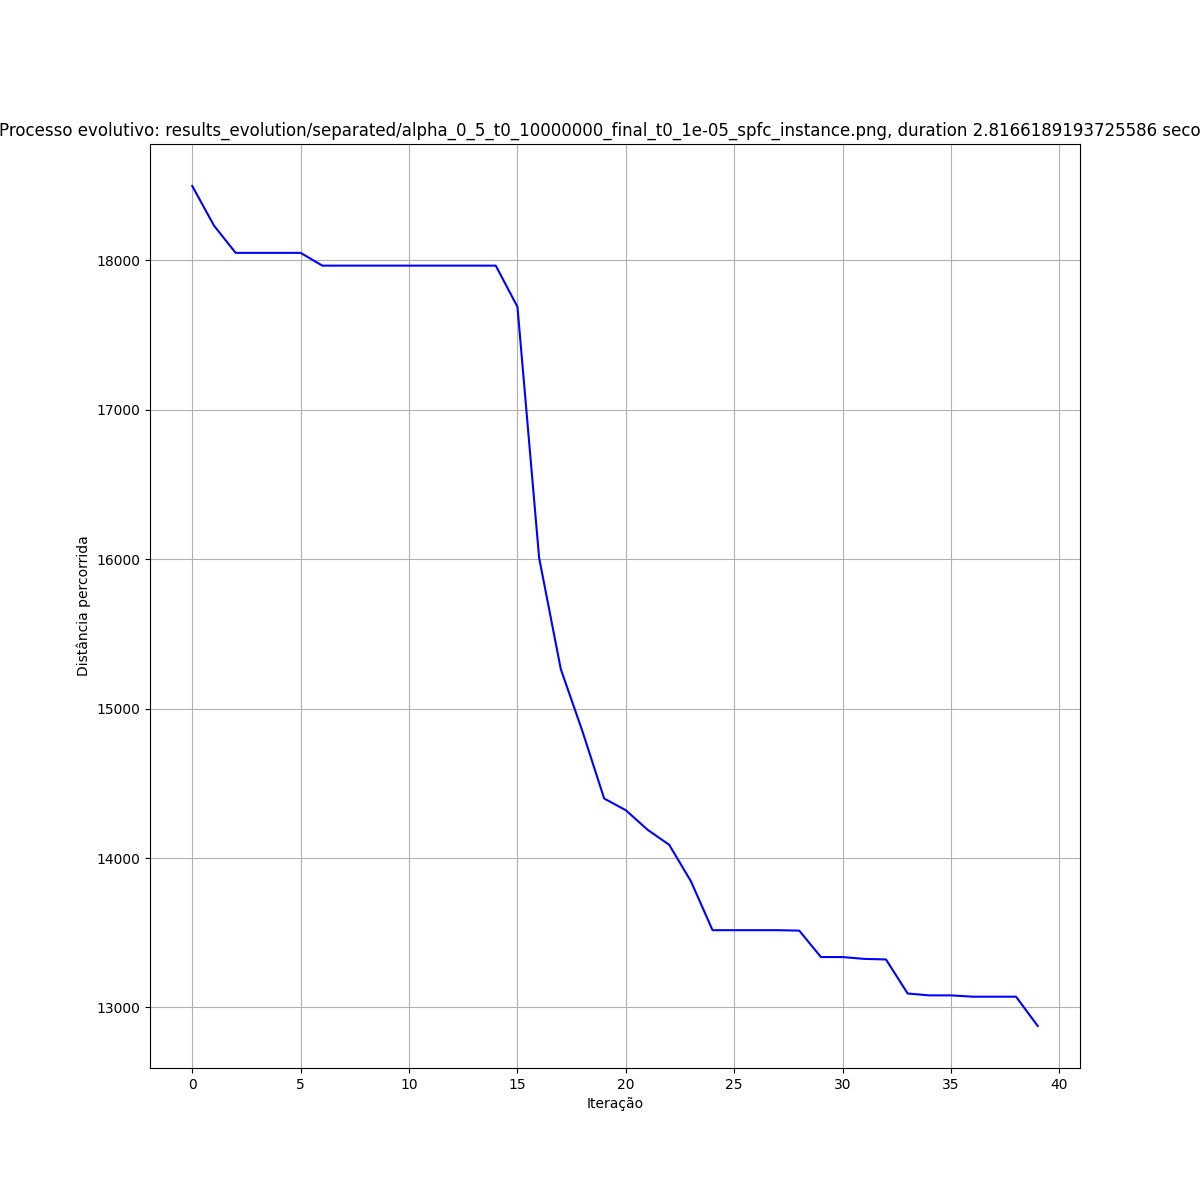 Processo evolutivo: results_evolution/separated/alpha_0_5_t0_10000000_final_t0_1e-05_spfc_instance.png, duration 2.8166189193725586 seco
18000
17000
16000
15000
14000
13000
Distância percorrida
0 5 10 15 20 25 30 35 40
Iteração